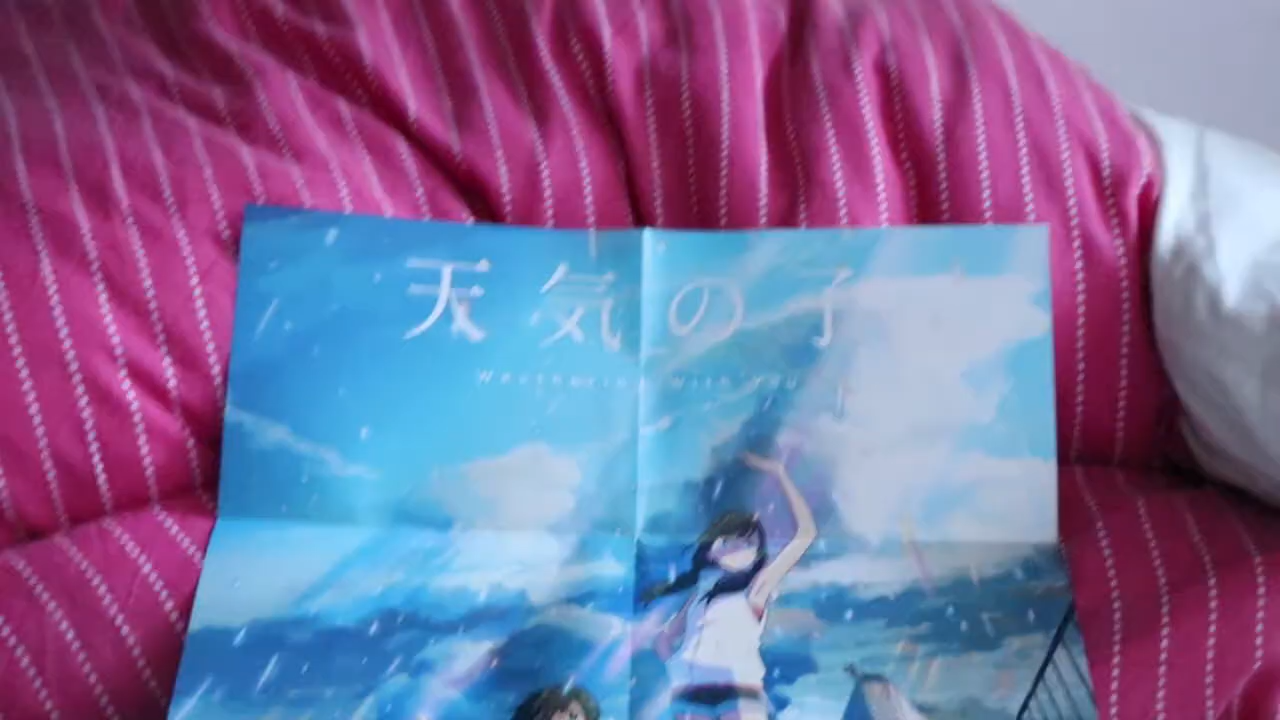 天気の子
Weathering With You